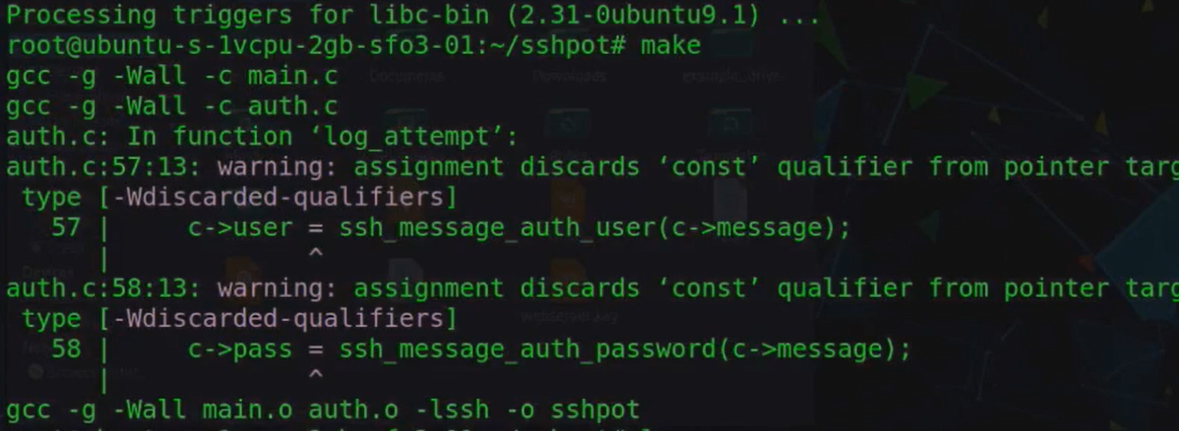 Processing triggers for libc-bin (2.31-0ubuntu9.1) ...
root@ubuntu-s-1vcpu-2gb-sfo3-01:~/sshpot# make
gcc -g -Wall -c main.c
gcc -g -Wall -c auth.c
auth.c: In function ‘log_attempt’:
auth.c:57:13: warning: assignment discards ‘const’ qualifier from pointer targ
type [-Wdiscarded-qualifiers]
57 | c->user = ssh_message_auth_user(c->message);
| ^
auth.c:58:13: warning: assignment discards ‘const’ qualifier from pointer targ
type [-Wdiscarded-qualifiers]
58 | c->pass = ssh_message_auth_password(c->message);
| ^
gcc -g -Wall main.o auth.o -lssh -o sshpot